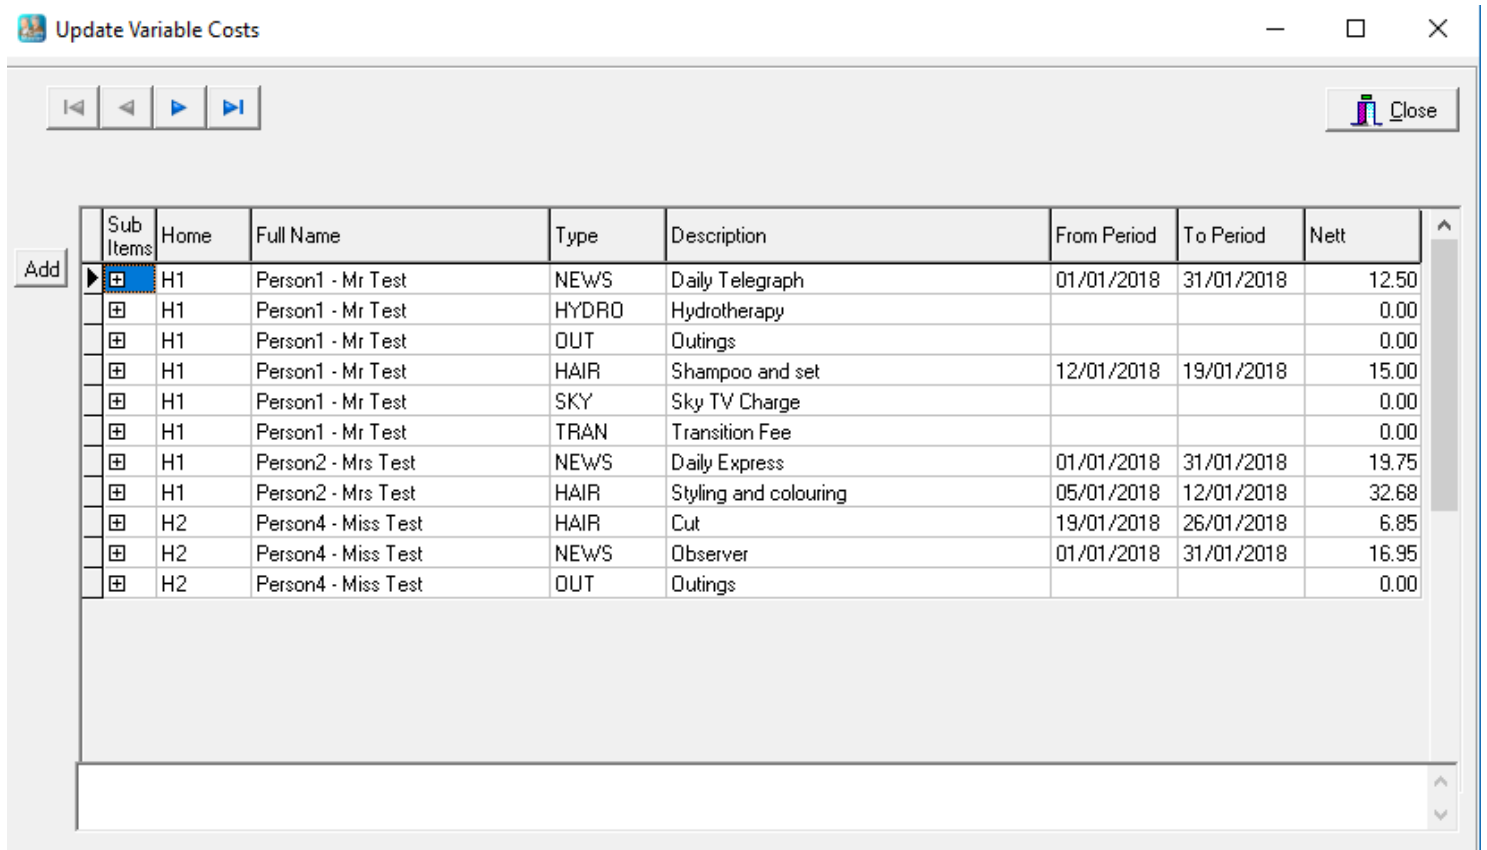 Update Variable Costs
Close
Add
Sub Items Home Full Name Type Description From Period To Period Nett
H1 Person1 - Mr Test NEWS Daily Telegraph 01/01/2018 31/01/2018 12.50
H1 Person1 - Mr Test HYDRO Hydrotherapy 0.00
H1 Person1 - Mr Test OUT Outings 0.00
H1 Person1 - Mr Test HAIR Shampoo and set 12/01/2018 19/01/2018 15.00
H1 Person1 - Mr Test SKY Sky TV Charge 0.00
H1 Person1 - Mr Test TRAN Transition Fee 0.00
H1 Person2 - Mrs Test NEWS Daily Express 01/01/2018 31/01/2018 19.75
H1 Person2 - Mrs Test HAIR Styling and colouring 05/01/2018 12/01/2018 32.68
H2 Person4 - Miss Test HAIR Cut 19/01/2018 26/01/2018 6.85
H2 Person4 - Miss Test NEWS Observer 01/01/2018 31/01/2018 16.95
H2 Person4 - Miss Test OUT Outings 0.00